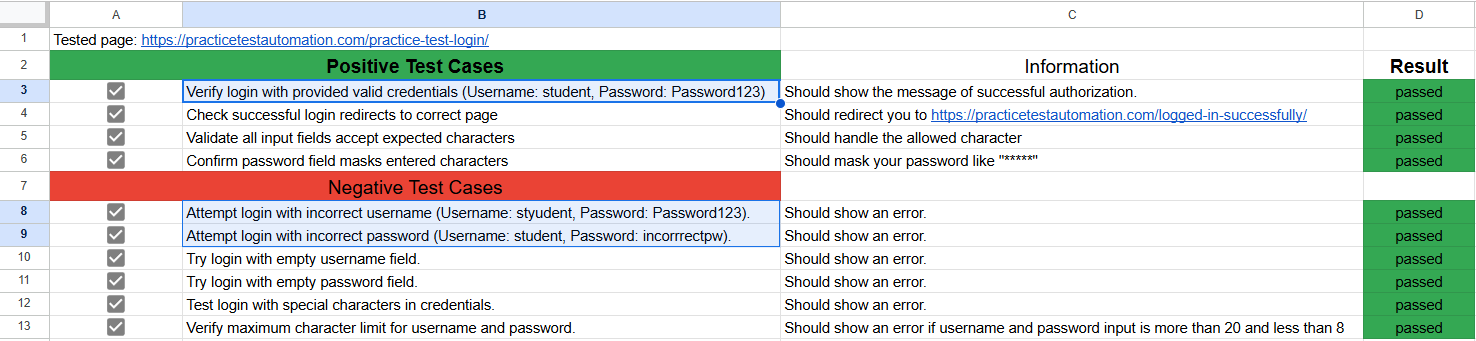 A B C D
1 Tested page: https://practicetestautomation.com/practice-test-login/
2 Positive Test Cases Information Result
3 Verify login with provided valid credentials (Username: student, Password: Password123) Should show the message of successful authorization. passed
4 Check successful login redirects to correct page Should redirect you to https://practicetestautomation.com/logged-in-successfully/ passed
5 Validate all input fields accept expected characters Should handle the allowed character passed
6 Confirm password field masks entered characters Should mask your password like "*****" passed
7 Negative Test Cases
8 Attempt login with incorrect username (Username: styudent, Password: Password123). Should show an error. passed
9 Attempt login with incorrect password (Username: student, Password: incorrrectpw). Should show an error. passed
10 Try login with empty username field. Should show an error. passed
11 Try login with empty password field. Should show an error. passed
12 Test login with special characters in credentials. Should show an error. passed
13 Verify maximum character limit for username and password. Should show an error if username and password input is more than 20 and less than 8 passed